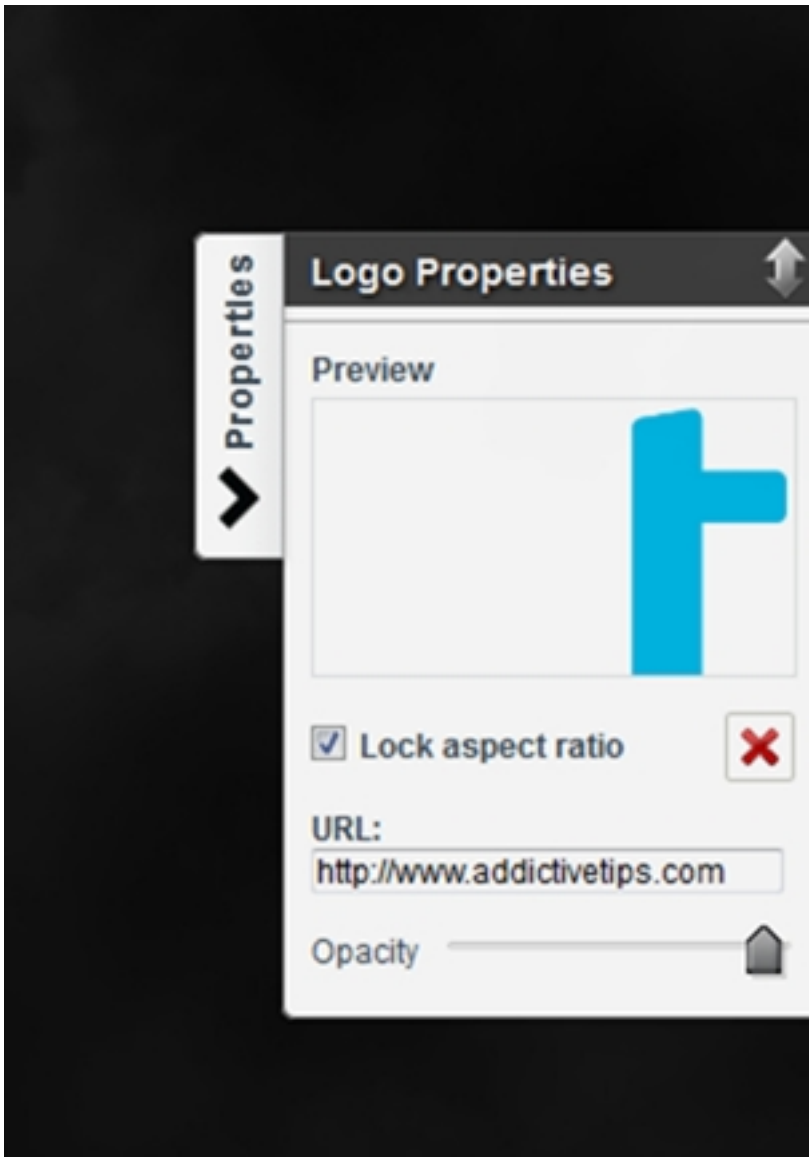 Properties
Logo Properties
Preview
Lock aspect ratio
URL:
http://www.addictivetips.com
Opacity